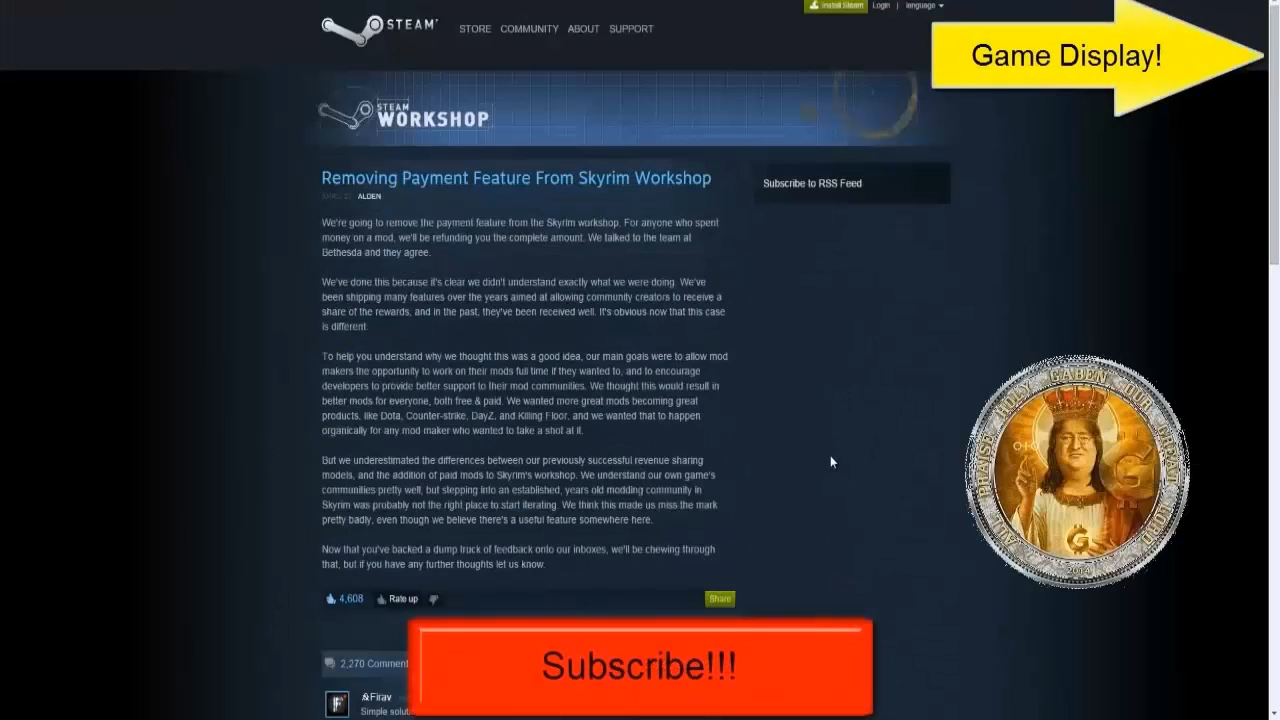 STEAM
STORE COMMUNITY ABOUT SUPPORT
Install Steam Login | language
Game Display!
STEAM
WORKSHOP
Removing Payment Feature From Skyrim Workshop
ALDEN
Subscribe to RSS Feed
We're going to remove the payment feature from the Skyrim workshop. For anyone who spent
money on a mod, we'll be refunding you the complete amount. We talked to the team at
Bethesda and they agree.
We've done this because it's clear we didn't understand exactly what we were doing. We've
been shipping many features over the years aimed at allowing community creators to receive a
share of the rewards, and in the past, they've been received well. It's obvious now that this case
is different.
To help you understand why we thought this was a good idea, our main goals were to allow mod
makers the opportunity to work on their mods full time if they wanted to, and to encourage
developers to provide better support to their mod communities. We thought this would result in
better mods for everyone, both free & paid. We wanted more great mods becoming great
products, like Dota, Counter-strike, DayZ, and Killing Floor, and we wanted that to happen
organically for any mod maker who wanted to take a shot at it.
But we underestimated the differences between our previously successful revenue sharing
models, and the addition of paid mods to Skyrim's workshop. We understand our own game's
communities pretty well, but stepping into an established, years old modding community in
Skyrim was probably not the right place to start iterating. We think this made us miss the mark
pretty badly, even though we believe there's a useful feature somewhere here.
Now that you've backed a dump truck of feedback onto our inboxes, we'll be chewing through
that, but if you have any further thoughts let us know.
4,608 Rate up
Share
ALL PRAISE HOLY GABEN OUR GREAT LORD
2014
Subscribe!!!
2,270 Comment
&Firav
Simple solut